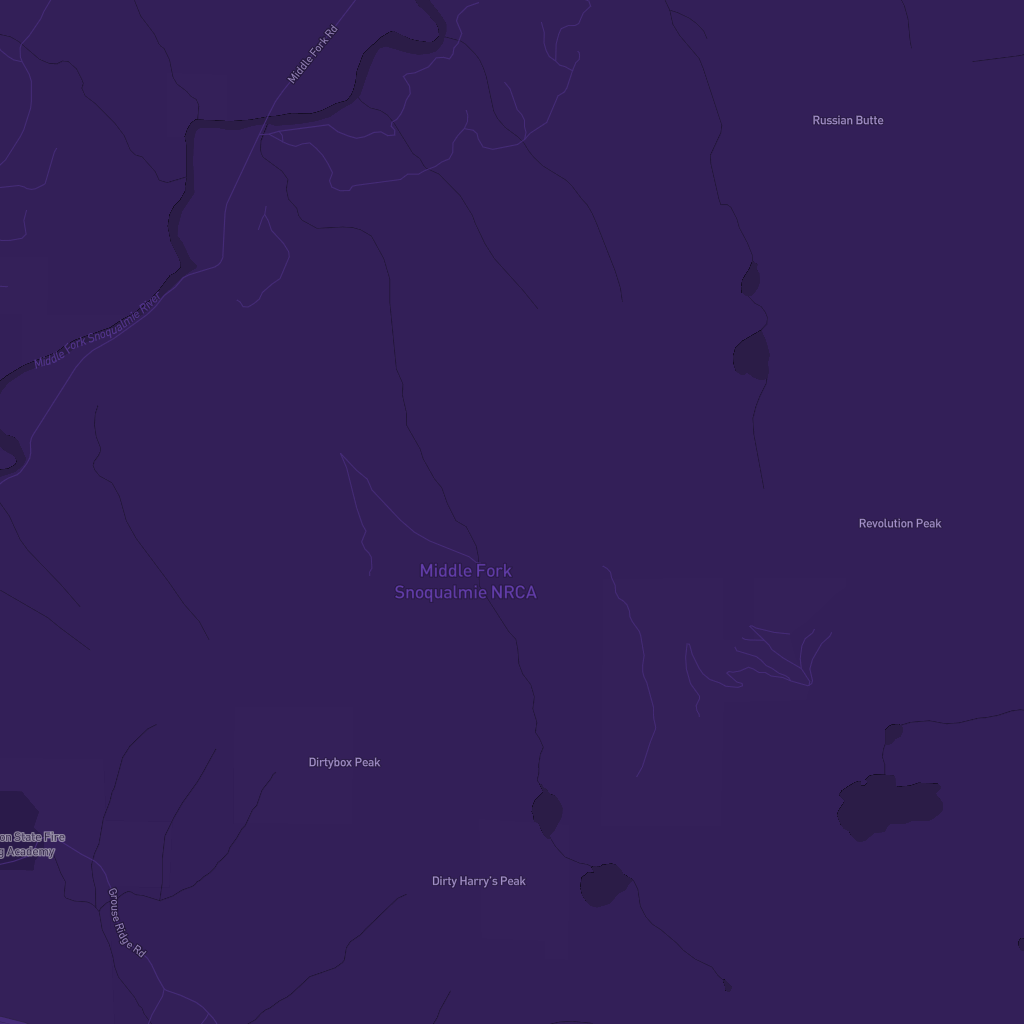 Middle Fork Rd
Russian Butte
Middle Fork Snoqualmie River
Revolution Peak
Middle Fork
Snoqualmie NRCA
Dirtybox Peak
on State Fire
g Academy
Dirty Harry's Peak
Grouse Ridge Rd